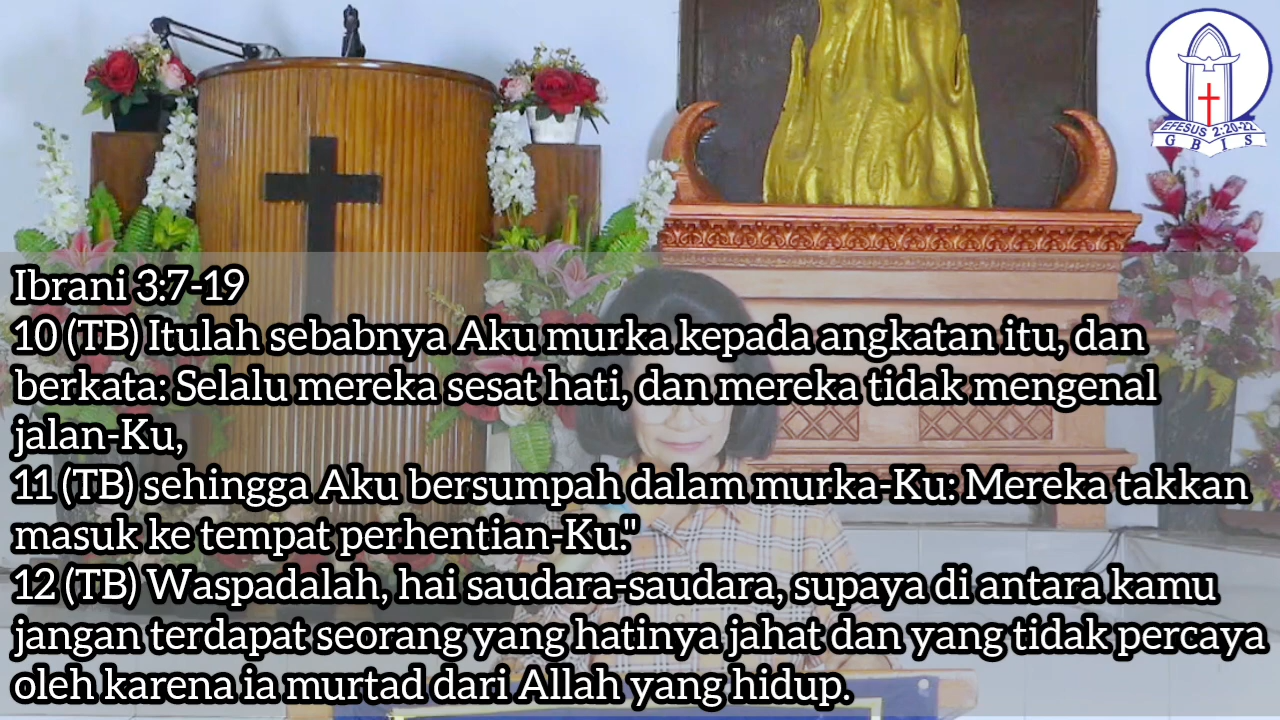 EFESUS 2:20-22
G B I S
Ibrani 3:7-19
10 (TB) Itulah sebabnya Aku murka kepada angkatan itu, dan
berkata: Selalu mereka sesat hati, dan mereka tidak mengenal
jalan-Ku,
11 (TB) sehingga Aku bersumpah dalam murka-Ku: Mereka takkan
masuk ke tempat perhentian-Ku."
12 (TB) Waspadalah, hai saudara-saudara, supaya di antara kamu
jangan terdapat seorang yang hatinya jahat dan yang tidak percaya
oleh karena ia murtad dari Allah yang hidup.